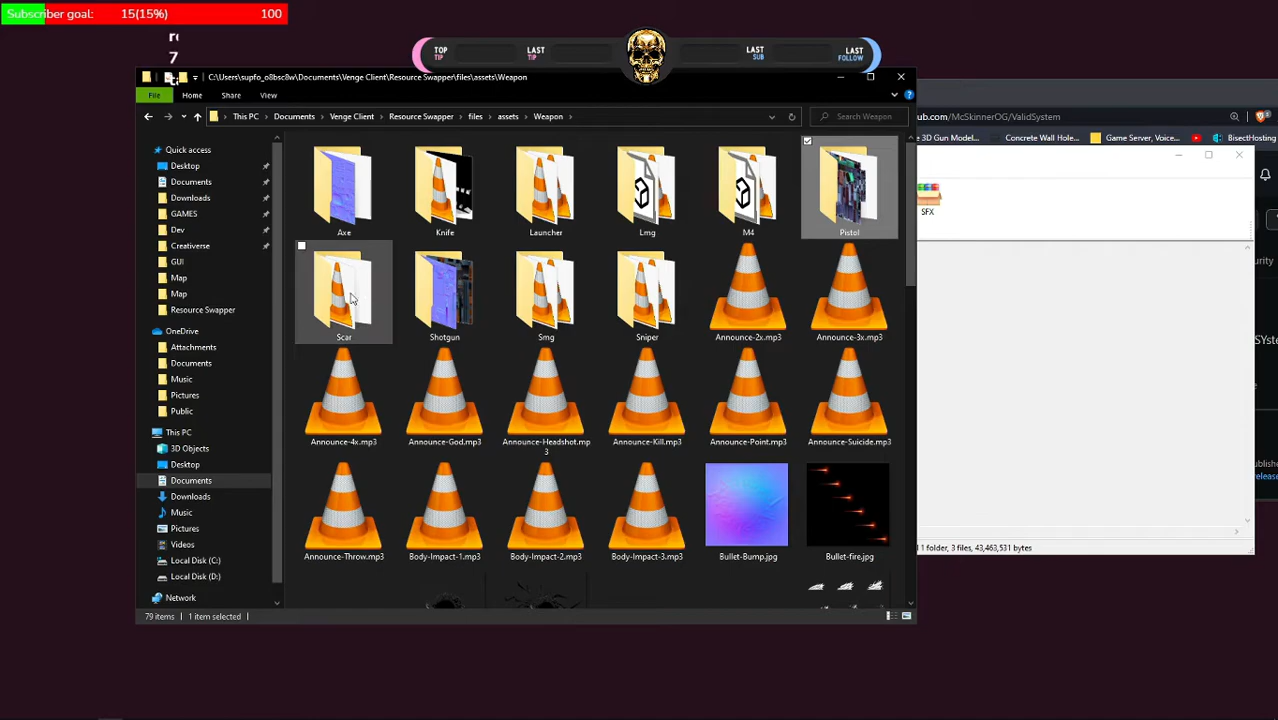 Subscriber goal: 15(15%) 100
7
TOP TIP
LAST TIP
LAST SUB
LAST FOLLOW
C:\Users\supfo_o8bsc8w\Documents\Venge Client\Resource Swapper\files\assets\Weapon
File Home Share View
This PC Documents Venge Client Resource Swapper files assets Weapon
Search Weapon
Quick access
Desktop
Documents
Downloads
GAMES
Dev
Creativerse
GUI
Map
Map
Resource Swapper
OneDrive
Attachments
Documents
Music
Pictures
Public
This PC
3D Objects
Desktop
Documents
Downloads
Music
Pictures
Videos
Local Disk (C:)
Local Disk (D:)
Network
Axe Knife Launcher Lmg M4 Pistol
Scar Shotgun Smg Sniper Announce-2x.mp3 Announce-3x.mp3
Announce-4x.mp3 Announce-God.mp3 Announce-Headshot.mp3 Announce-Kill.mp3 Announce-Point.mp3 Announce-Suicide.mp3
Announce-Throw.mp3 Body-Impact-1.mp3 Body-Impact-2.mp3 Body-Impact-3.mp3 Bullet-Bump.jpg Bullet-fire.jpg
79 items 1 item selected
ub.com/McSkinnerOG/ValidSystem
e 3D Gun Model... Concrete Wall Hole... Game Server, Voice... BisectHosting
SFX
1 folder, 3 files, 43,463,531 bytes